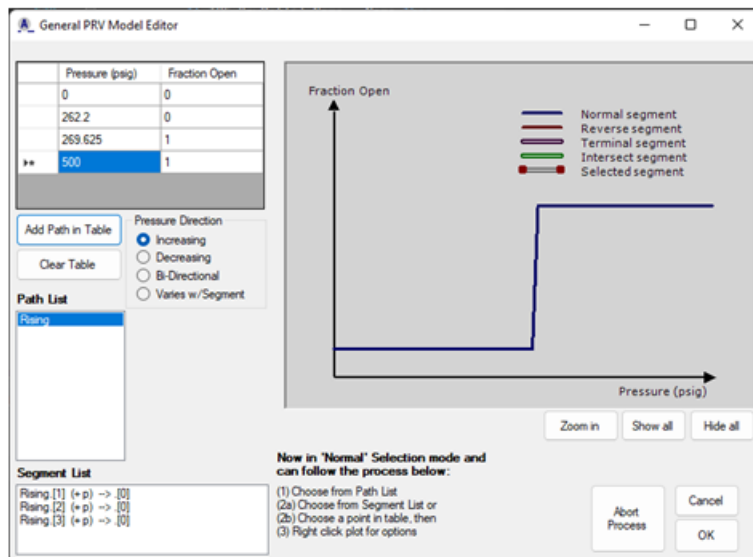 General PRV Model Editor
Pressure (psig) Fraction Open
0 0
262.2 0
269.625 1
500 1
Add Path in Table
Clear Table
Pressure Direction
Increasing
Decreasing
Bi-Directional
Varies w/Segment
Path List
Rising
Segment List
Rising.[1] (+p) --> .[0]
Rising.[2] (+p) --> .[0]
Rising.[3] (+p) --> .[0]
Fraction Open
Normal segment
Reverse segment
Terminal segment
Intersect segment
Selected segment
Pressure (psig)
Zoom in Show all Hide all
Now in 'Normal' Selection mode and
can follow the process below:
(1) Choose from Path List
(2a) Choose from Segment List or
(2b) Choose a point in table, then
(3) Right click plot for options
Abort
Process
Cancel
OK